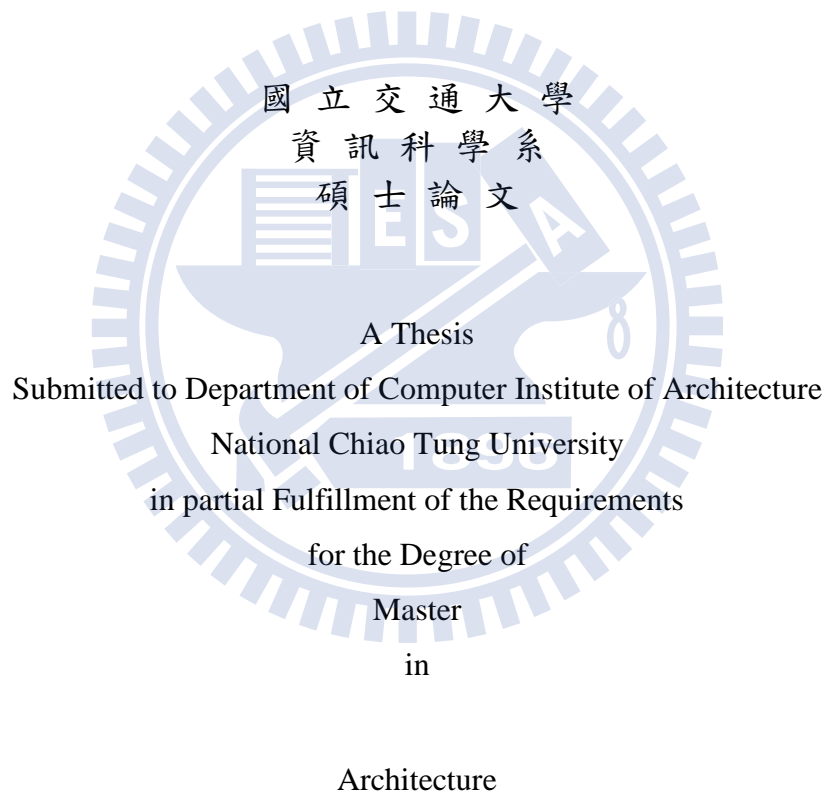 國 立 交 通 大 學
資 訊 科 學 系
碩 士 論 文
E S A
A Thesis
Submitted to Department of Computer Institute of Architecture
National Chiao Tung University
1896
in partial Fulfillment of the Requirements
for the Degree of
Master
in
Architecture